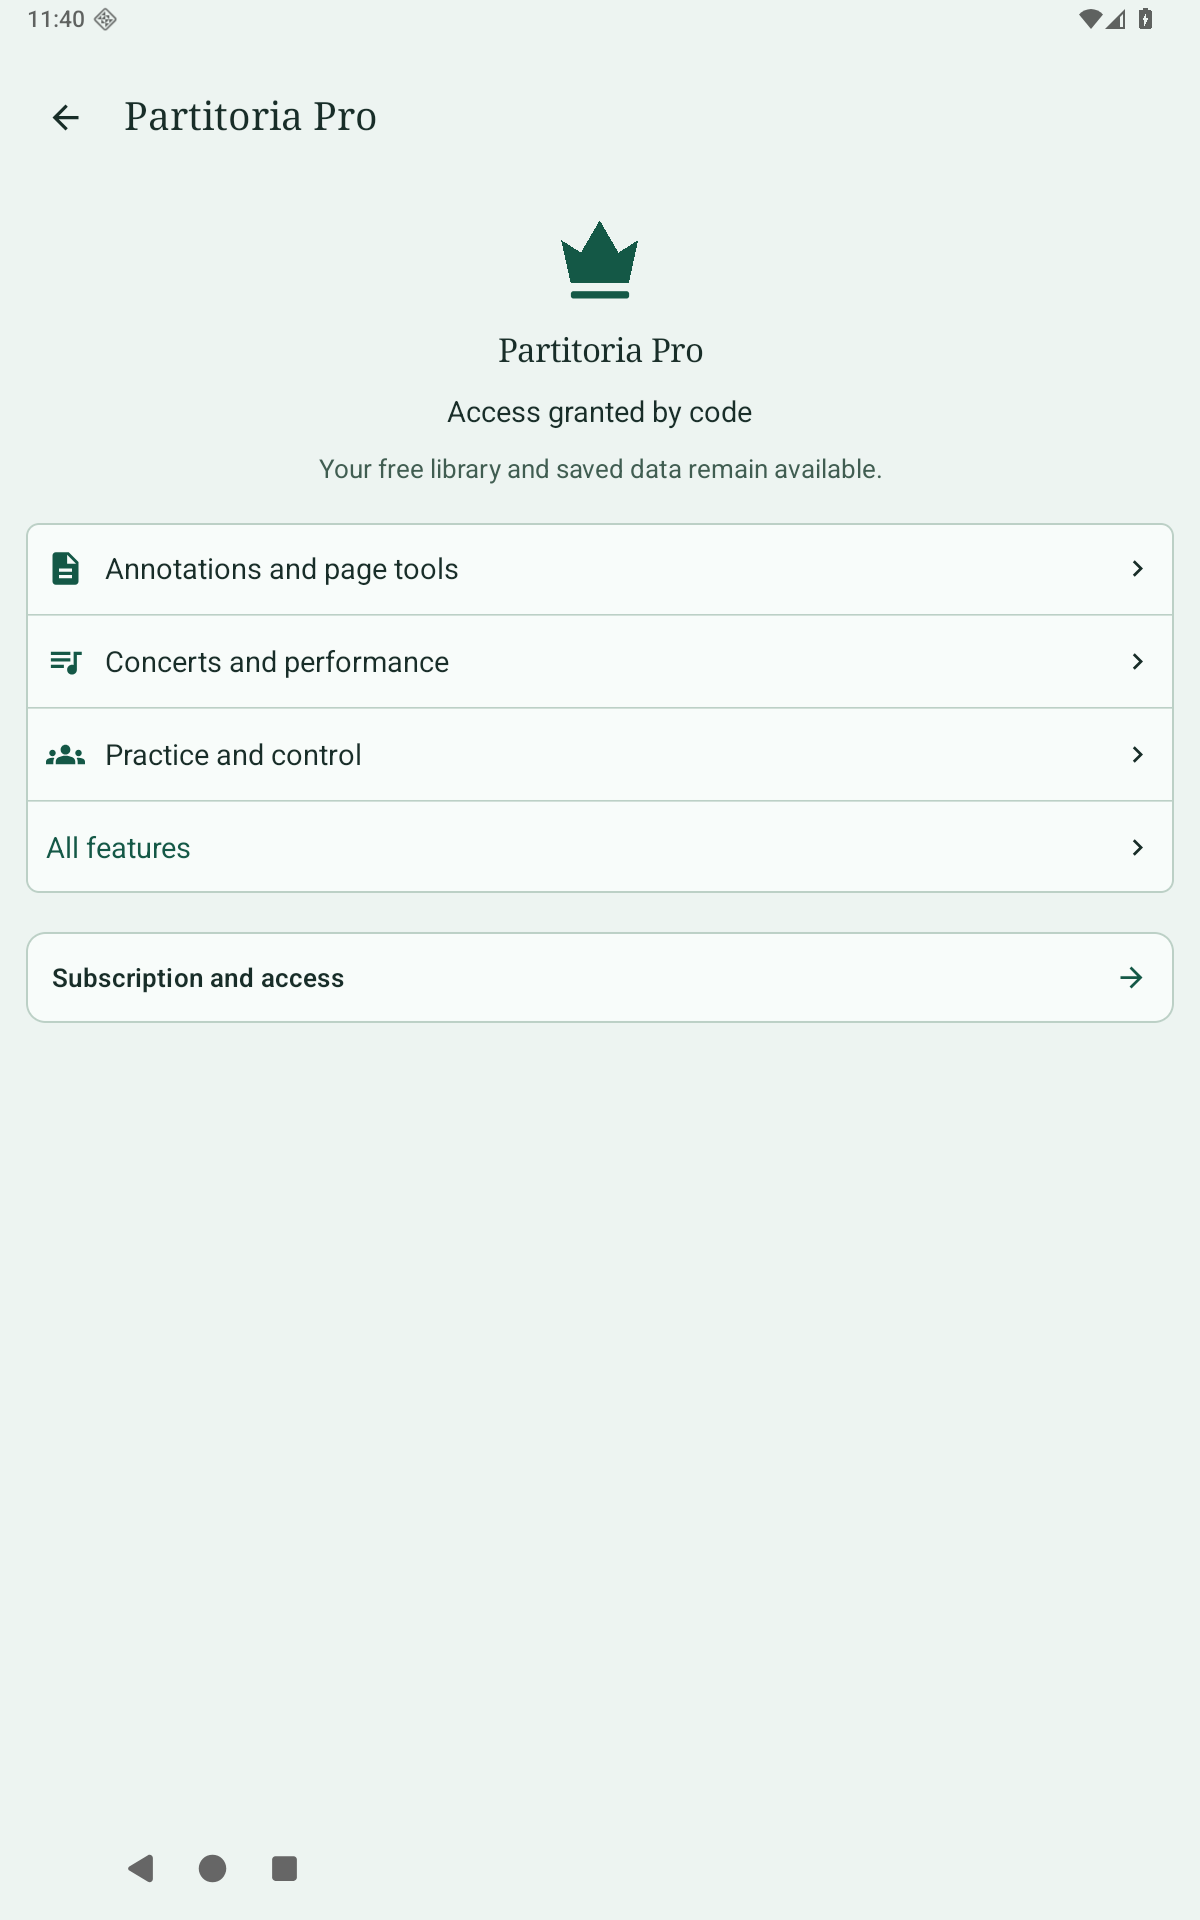 11:40
Partitoria Pro
Partitoria Pro
Access granted by code
Your free library and saved data remain available.
Annotations and page tools
Concerts and performance
Practice and control
All features
Subscription and access